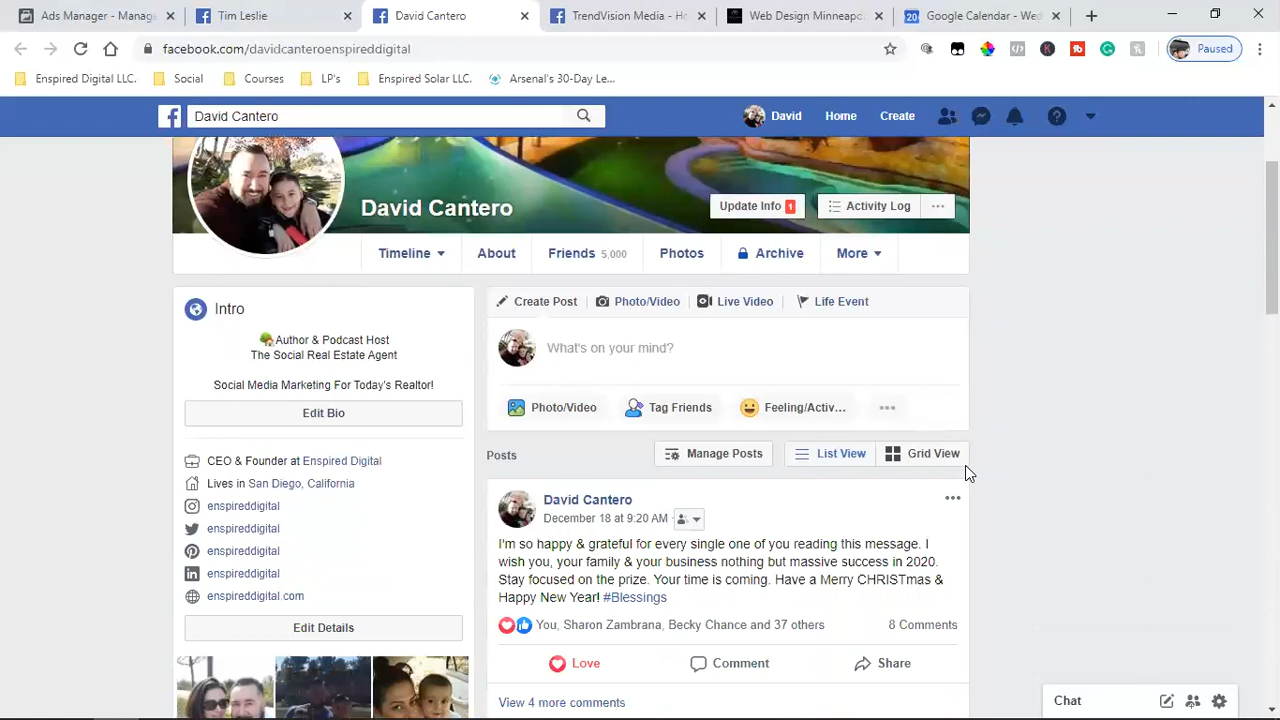 Ads Manager - Manage
Tim Leslie
David Cantero
TrendVision Media - Ho
Web Design Minneapo
Google Calendar - Wed
20
facebook.com/davidcanteroenspireddigital
Paused
Enspired Digital LLC.
Social
Courses
LP's
Enspired Solar LLC.
Arsenal's 30-Day Le...
David Cantero
David
Home
Create
David Cantero
Update Info 1
Activity Log
Timeline
About
Friends 5,000
Photos
Archive
More
Intro
Author & Podcast Host
The Social Real Estate Agent
Social Media Marketing For Today's Realtor!
Edit Bio
CEO & Founder at Enspired Digital
Lives in San Diego, California
enspireddigital
enspireddigital
enspireddigital
enspireddigital
enspireddigital.com
Edit Details
Create Post
Photo/Video
Live Video
Life Event
What's on your mind?
Photo/Video
Tag Friends
Feeling/Activ...
Posts
Manage Posts
List View
Grid View
David Cantero
December 18 at 9:20 AM ·
I'm so happy & grateful for every single one of you reading this message. I
wish you, your family & your business nothing but massive success in 2020.
Stay focused on the prize. Your time is coming. Have a Merry CHRISTmas &
Happy New Year! #Blessings
You, Sharon Zambrana, Becky Chance and 37 others
8 Comments
Love
Comment
Share
View 4 more comments
Chat